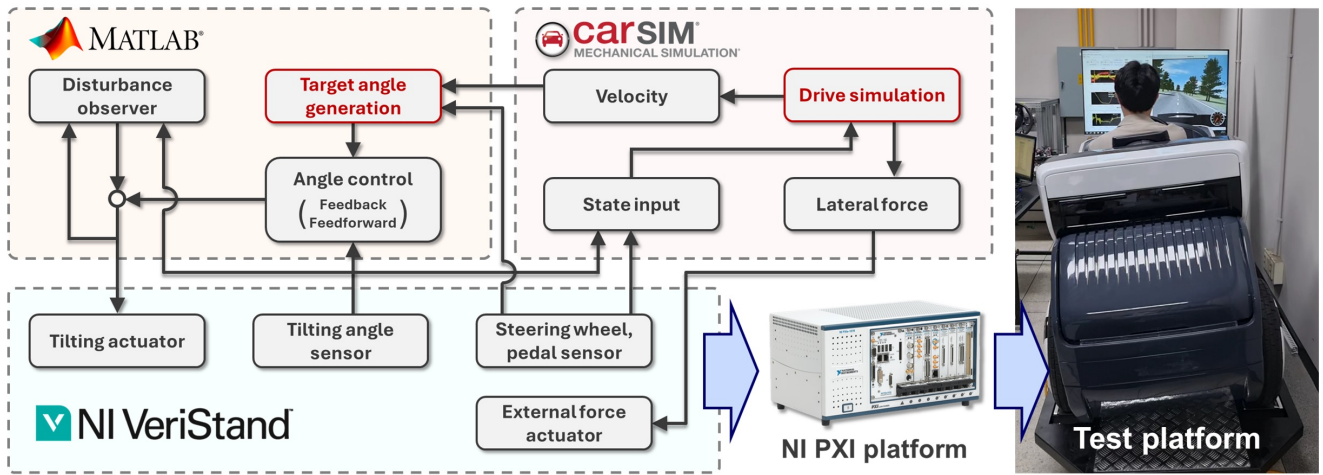 MATLAB®
Disturbance
observer
Target angle
generation
Angle control
( Feedback
Feedforward )
carSIM®
MECHANICAL SIMULATION®
Velocity
Drive simulation
State input
Lateral force
Tilting actuator
Tilting angle
sensor
Steering wheel,
pedal sensor
External force
actuator
NI VeriStand
NI PXI platform
Test platform